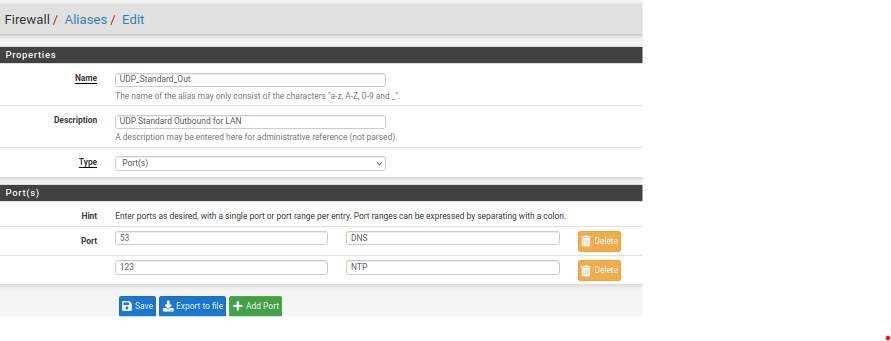 Firewall / Aliases / Edit
Properties
Name UDP_Standard_Out
The name of the alias may only consist of the characters "a-z, A-Z, 0-9 and _".
Description UDP Standard Outbound for LAN
A description may be entered here for administrative reference (not parsed).
Type Port(s)
Port(s)
Hint Enter ports as desired, with a single port or port range per entry. Port ranges can be expressed by separating with a colon.
Port 53 DNS Delete
123 NTP Delete
Save Export to file Add Port